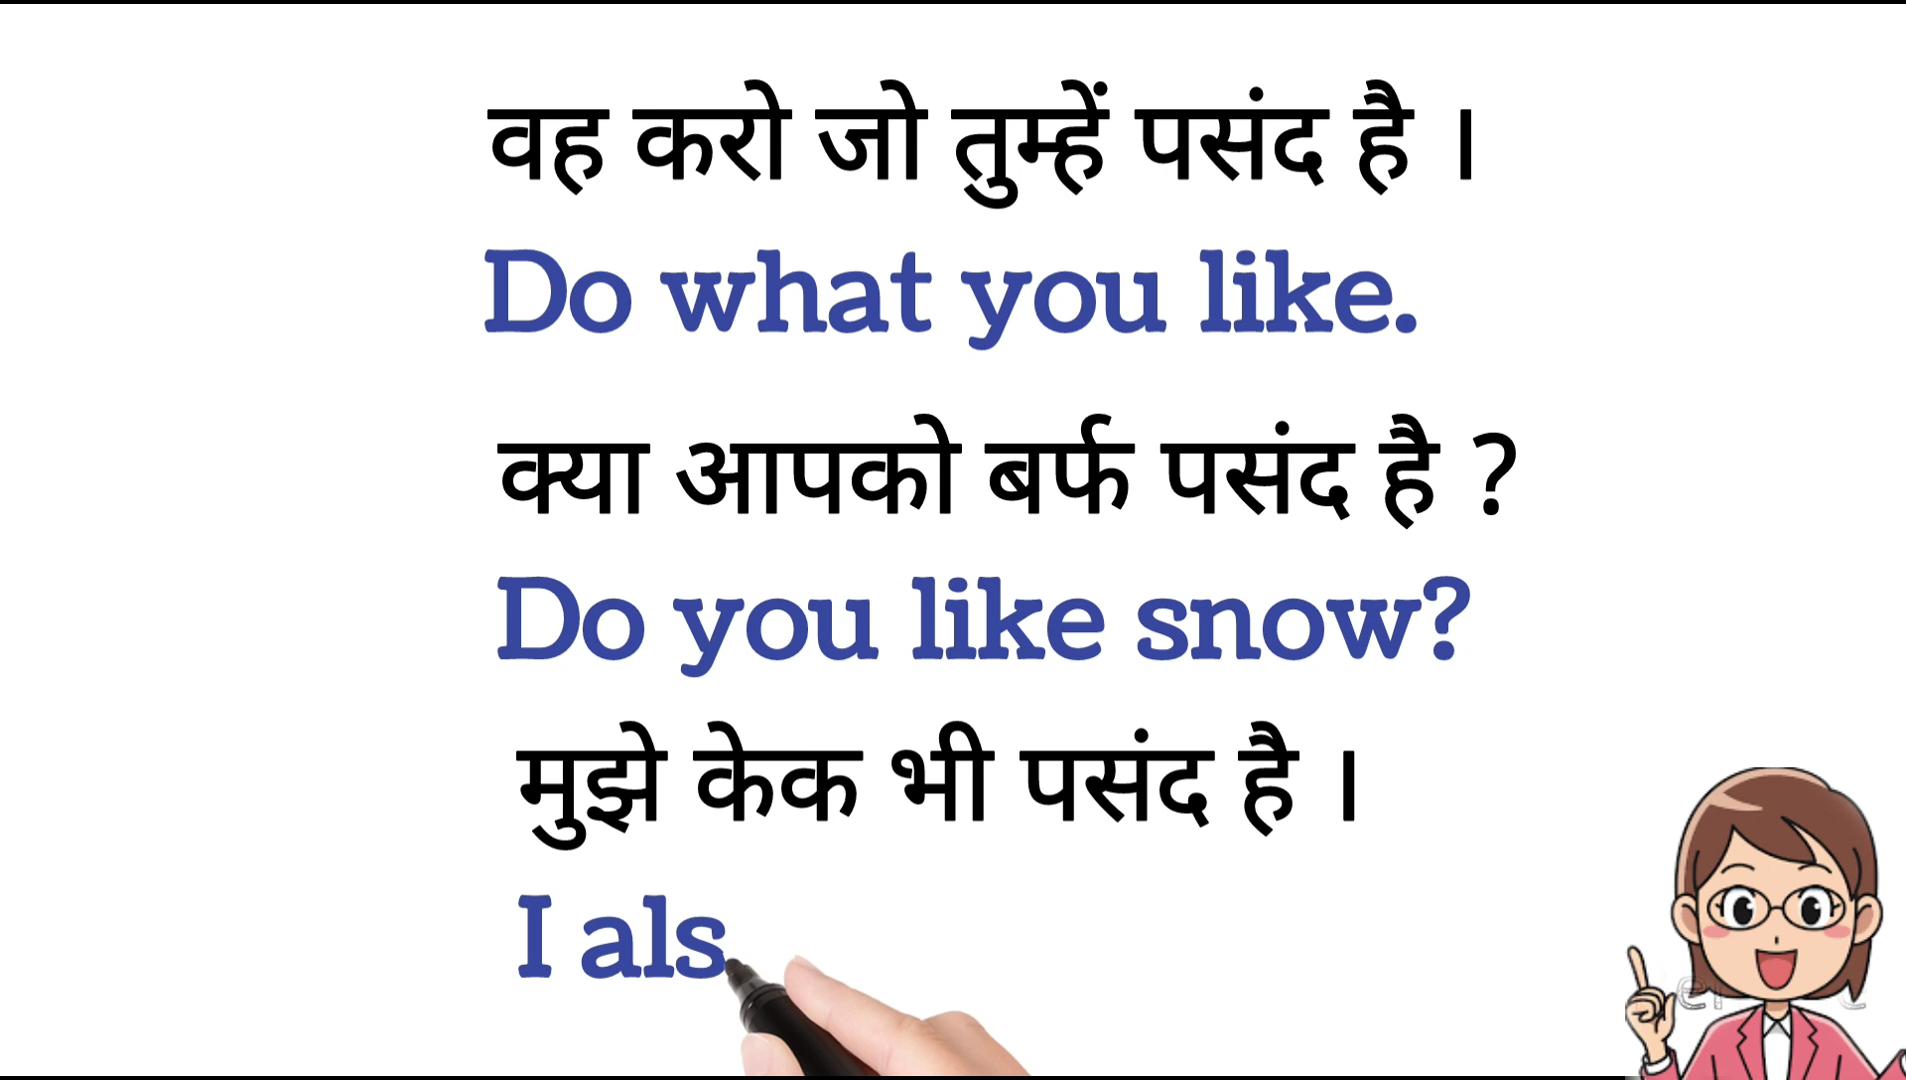 वह करो जो तुम्हें पसंद है ।
Do what you like.
क्या आपको बर्फ पसंद है ?
Do you like snow?
मुझे केक भी पसंद है ।
I als